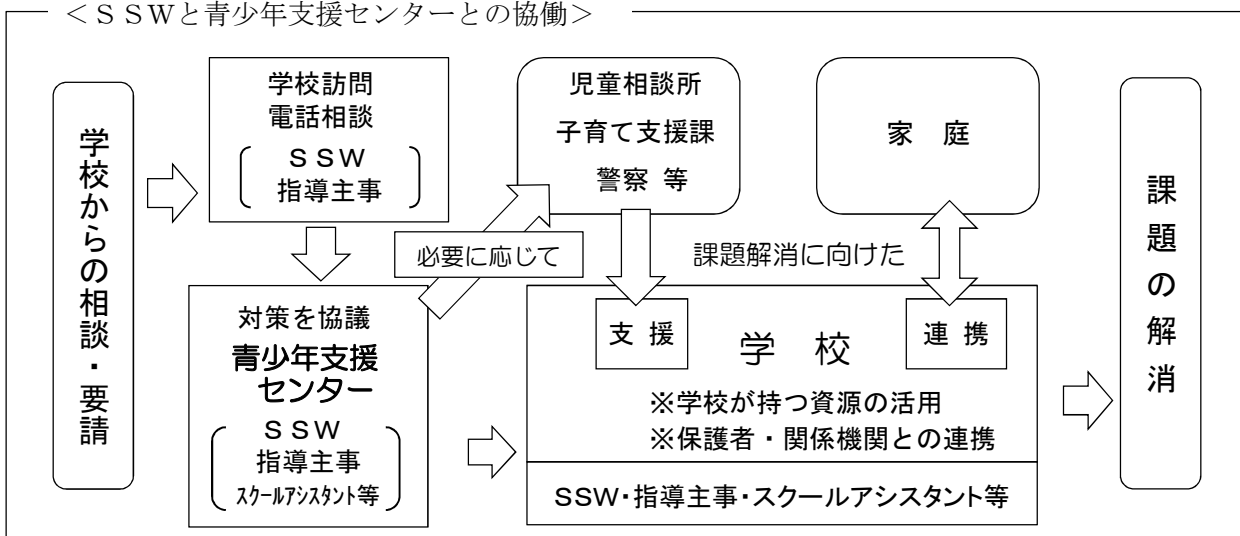 ＜ＳＳＷと青少年支援センターとの協働＞
学校からの相談・要請
学校訪問
電話相談
ＳＳＷ
指導主事
対策を協議
青少年支援
センター
ＳＳＷ
指導主事
ｽｸｰﾙｱｼｽﾀﾝﾄ等
必要に応じて
児童相談所
子育て支援課
警察 等
家 庭
課題解消に向けた
支 援
学 校
連 携
※学校が持つ資源の活用
※保護者・関係機関との連携
SSW・指導主事・スクールアシスタント等
課題の解消